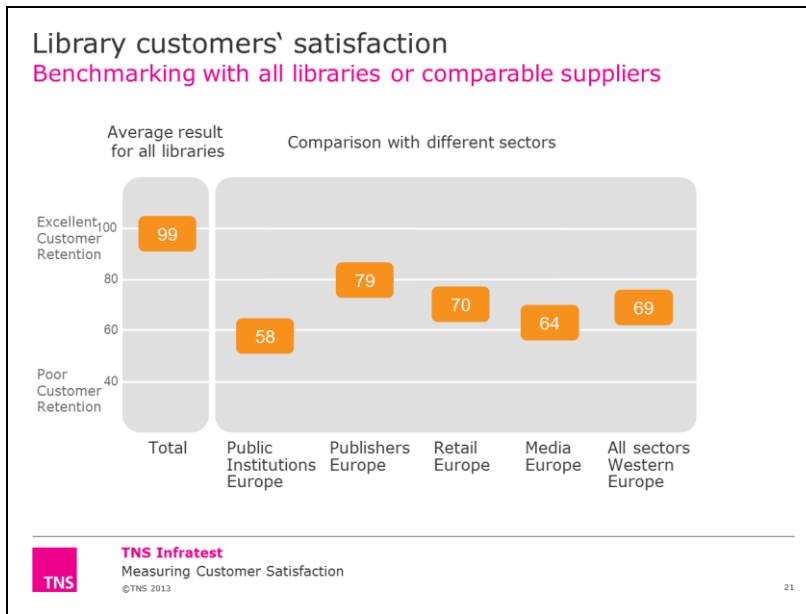 Library customers‘ satisfaction
Benchmarking with all libraries or comparable suppliers
Average result
for all libraries
Comparison with different sectors
Excellent
Customer
Retention
100
80
60
Poor
Customer
Retention
40
99
58
79
70
64
69
Total
Public
Institutions
Europe
Publishers
Europe
Retail
Europe
Media
Europe
All sectors
Western
Europe
TNS
TNS Infratest
Measuring Customer Satisfaction
©TNS 2013
21